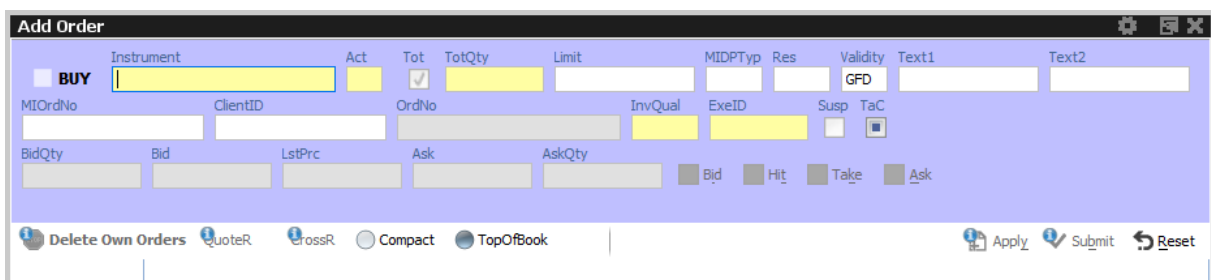 Add Order
Instrument Act Tot TotQty Limit MIDPTyp Res Validity Text1 Text2
BUY GFD
MIOrdNo ClientID OrdNo InvQual ExeID Susp TaC
BidQty Bid LstPrc Ask AskQty
Bid Hit Take Ask
Delete Own Orders QuoteR CrossR Compact TopOfBook Apply Submit Reset